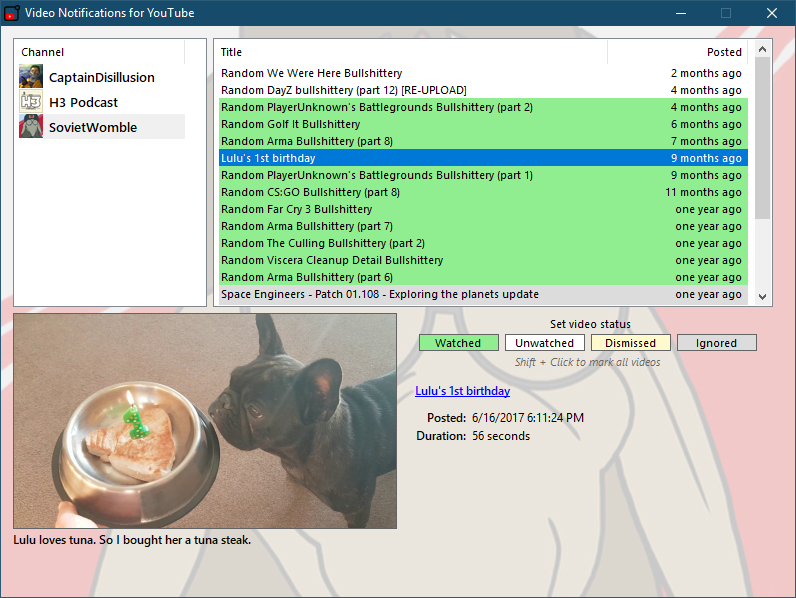 Video Notifications for YouTube
Channel
CaptainDisillusion
H3 Podcast
SovietWomble
Title Posted
Random We Were Here Bullshittery 2 months ago
Random DayZ bullshittery (part 12) [RE-UPLOAD] 4 months ago
Random PlayerUnknown's Battlegrounds Bullshittery (part 2) 4 months ago
Random Golf It Bullshittery 6 months ago
Random Arma Bullshittery (part 8) 7 months ago
Lulu's 1st birthday 9 months ago
Random PlayerUnknown's Battlegrounds Bullshittery (part 1) 9 months ago
Random CS:GO Bullshittery (part 8) 11 months ago
Random Far Cry 3 Bullshittery one year ago
Random Arma Bullshittery (part 7) one year ago
Random The Culling Bullshittery (part 2) one year ago
Random Viscera Cleanup Detail Bullshittery one year ago
Random Arma Bullshittery (part 6) one year ago
Space Engineers - Patch 01.108 - Exploring the planets update one year ago
Set video status
Watched Unwatched Dismissed Ignored
Shift + Click to mark all videos
Lulu's 1st birthday
Posted: 6/16/2017 6:11:24 PM
Duration: 56 seconds
Lulu loves tuna. So I bought her a tuna steak.